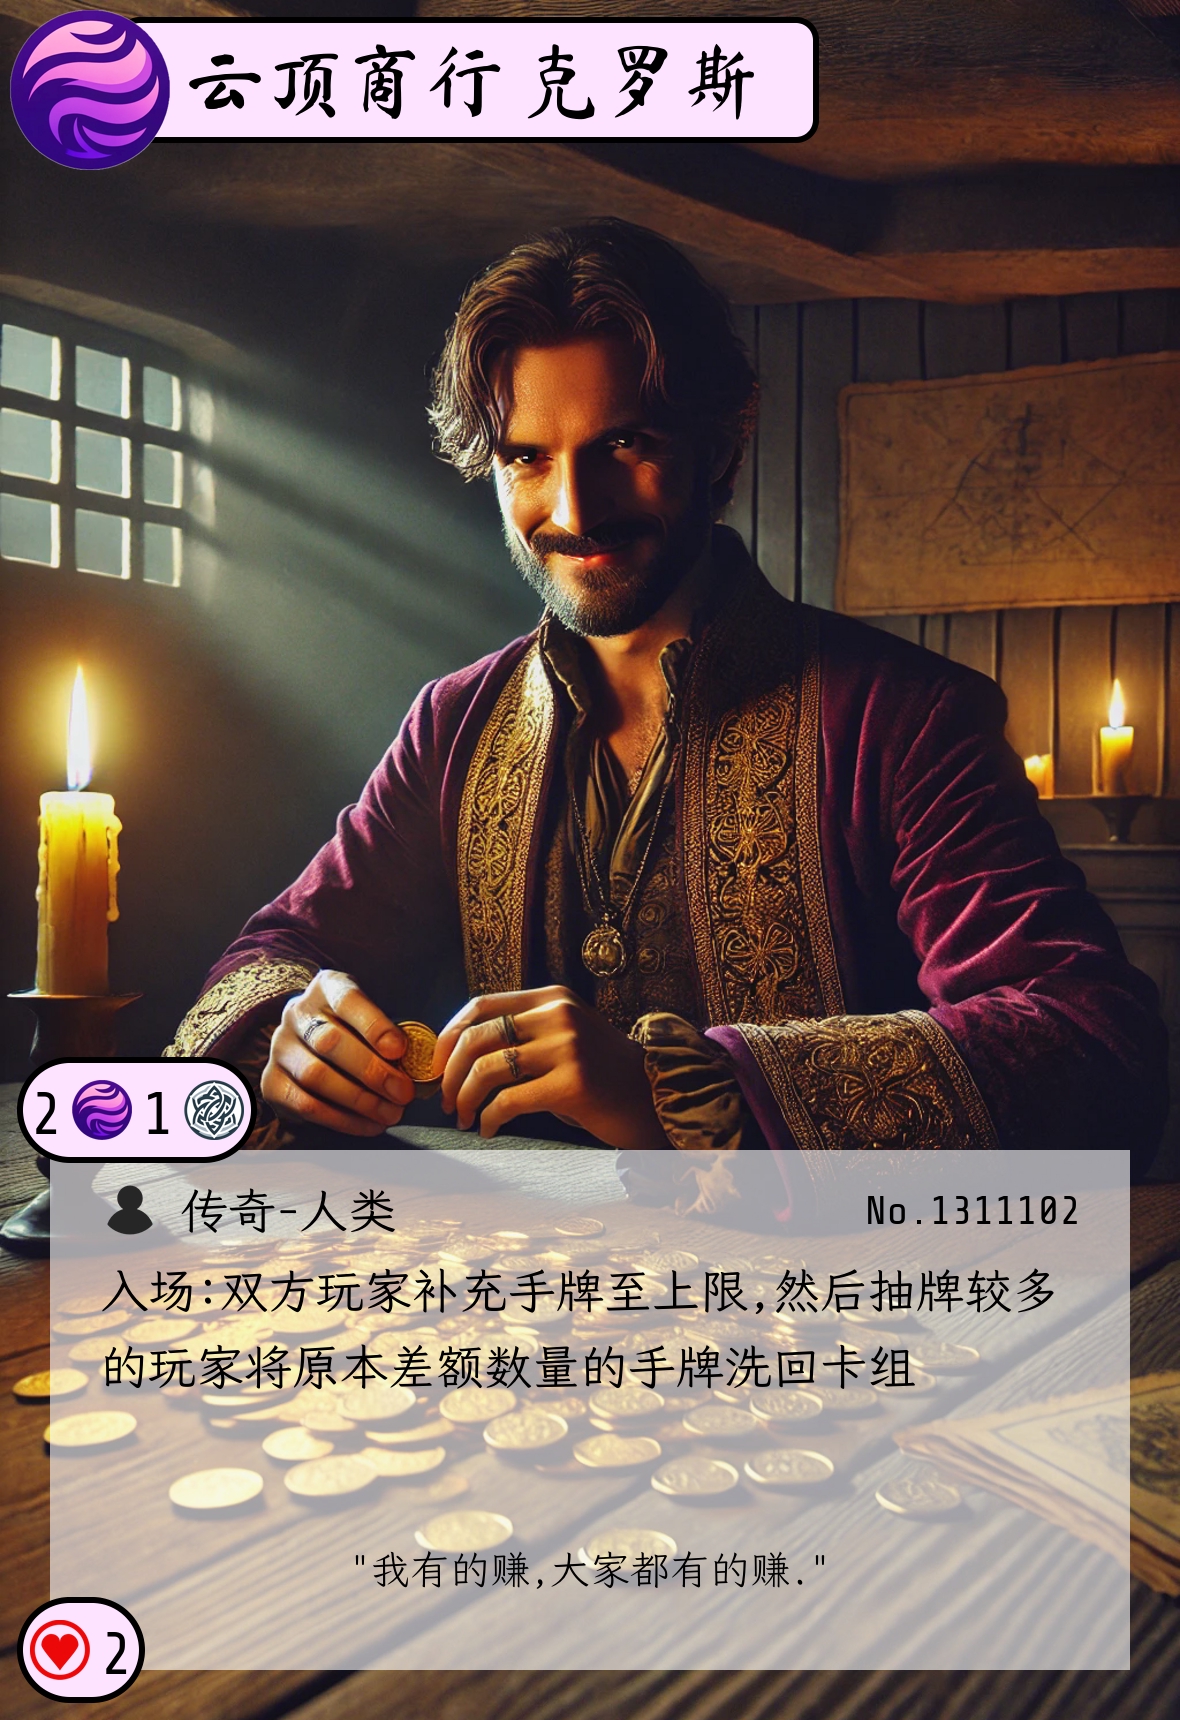 云顶商行 克罗斯
2 1
传奇-人类
No.1311102
入场:双方玩家补充手牌至上限,然后抽牌较多
的玩家将原本差额数量的手牌洗回卡组
"我有的赚,大家都有的赚."
2